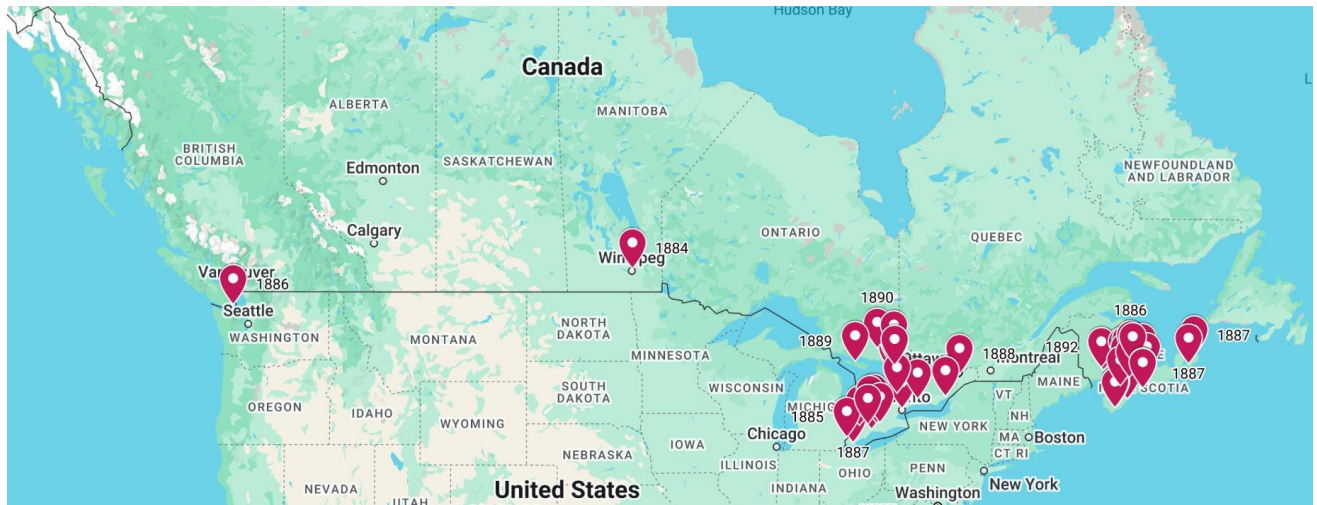 Hudson Bay
Canada
ALBERTA
MANITOBA
BRITISH
COLUMBIA
Edmonton
SASKATCHEWAN
NEWFOUNDLAND
AND LABRADOR
Calgary
ONTARIO
QUEBEC
1884
1886
Seattle
WASHINGTON
NORTH
DAKOTA
MONTANA
MINNESOTA
1890
1889
1888
1892
1886
1887
1887
MAINE
SOUTH
DAKOTA
WISCONSIN
OREGON
IDAHO
WYOMING
1885
VT
NH
NEW YORK
MA
Boston
CT RI
Chicago
IOWA
NEBRASKA
ILLINOIS
1887
OHIO
PENN
INDIANA
NEVADA
UTAH
United States
New York
Washington